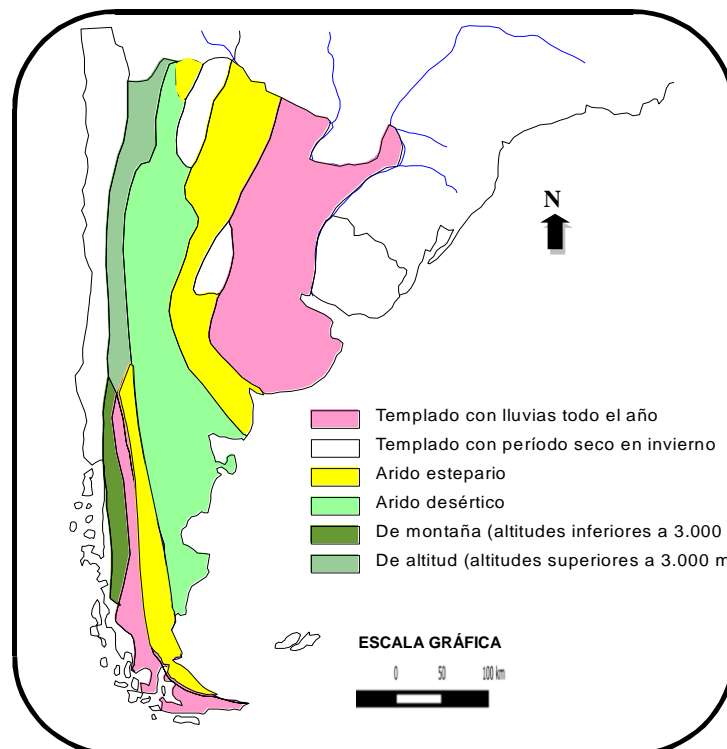 N
Templado con lluvias todo el año
Templado con período seco en invierno
Arido estepario
Arido desértico
De montaña (altitudes inferiores a 3.000
De altitud (altitudes superiores a 3.000 m
ESCALA GRÁFICA
0 50 100 km